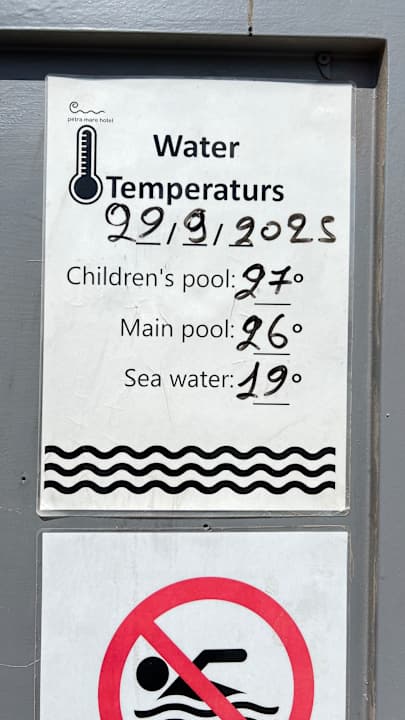 petra mare hotel
Water
Temperaturs
29/9/2025
Children's pool: 27°
Main pool: 26°
Sea water: 19°